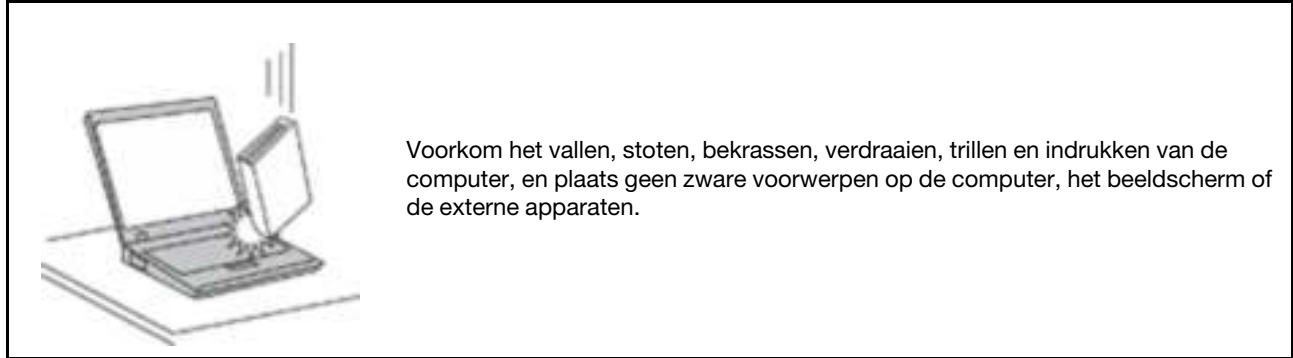 Voorkom het vallen, stoten, bekrassen, verdraaien, trillen en indrukken van de
computer, en plaats geen zware voorwerpen op de computer, het beeldscherm of
de externe apparaten.